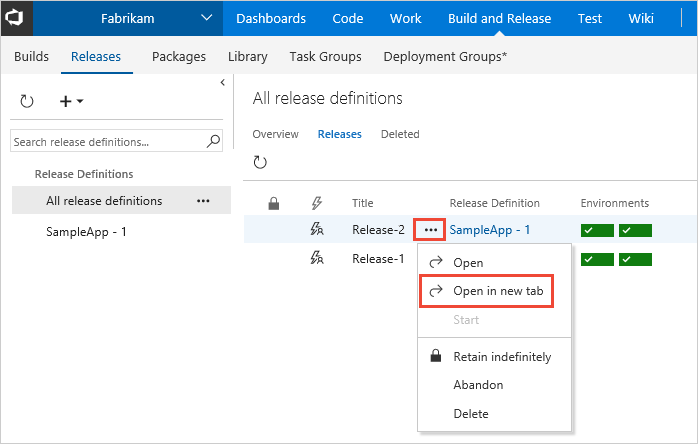 Fabrikam Dashboards Code Work Build and Release Test Wiki
Builds Releases Packages Library Task Groups Deployment Groups*
All release definitions
Search release definitions...
Overview Releases Deleted
Release Definitions
All release definitions ...
SampleApp - 1
Title Release Definition Environments
Release-2 ... SampleApp - 1
Release-1
Open
Open in new tab
Start
Retain indefinitely
Abandon
Delete